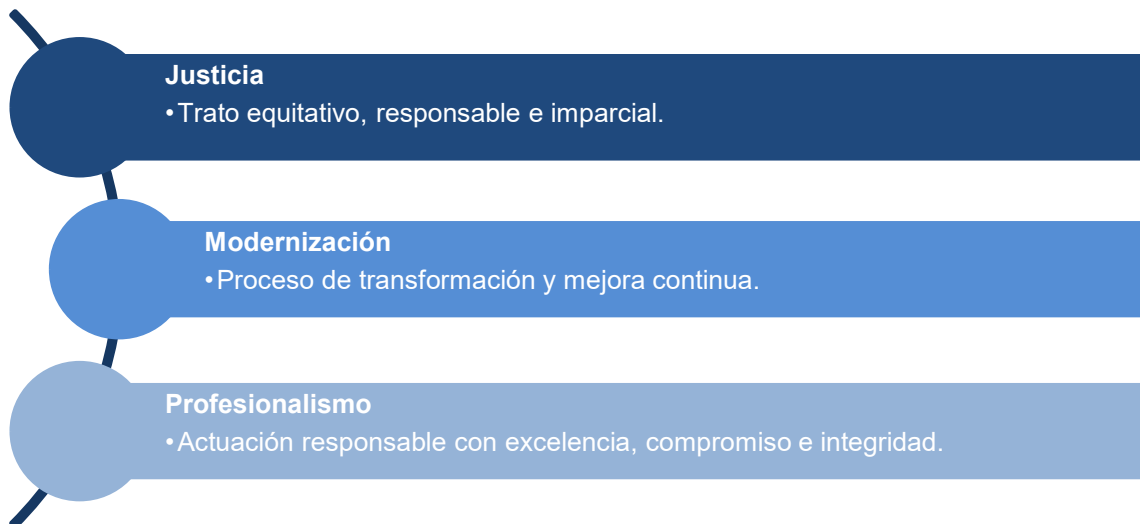 Justicia
•Trato equitativo, responsable e imparcial.
Modernización
•Proceso de transformación y mejora continua.
Profesionalismo
•Actuación responsable con excelencia, compromiso e integridad.